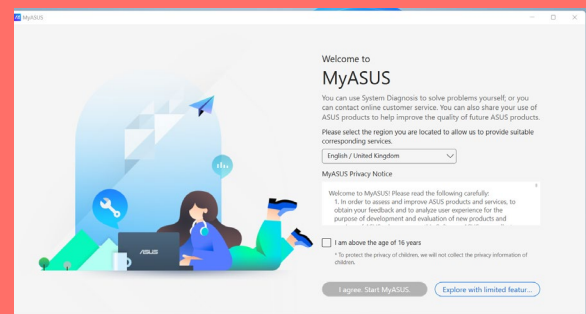 MyASUS
Welcome to
MyASUS
You can use System Diagnosis to solve problems yourself, or you
can contact online customer service. You can also share your use of
ASUS products to help improve the quality of future ASUS products.
Please select the region you are located to allow us to provide suitable
corresponding services.
English / United Kingdom
MyASUS Privacy Notice
Welcome to MyASUS! Please read the following carefully:
1. In order to assess and improve ASUS products and services, to
obtain your feedback and to analyze user experience for the
purpose of development and evaluation of new products and
I am above the age of 16 years
* To protect the privacy of children, we will not collect the privacy information of
children.
I agree. Start MyASUS.
Explore with limited featur...
ASUS